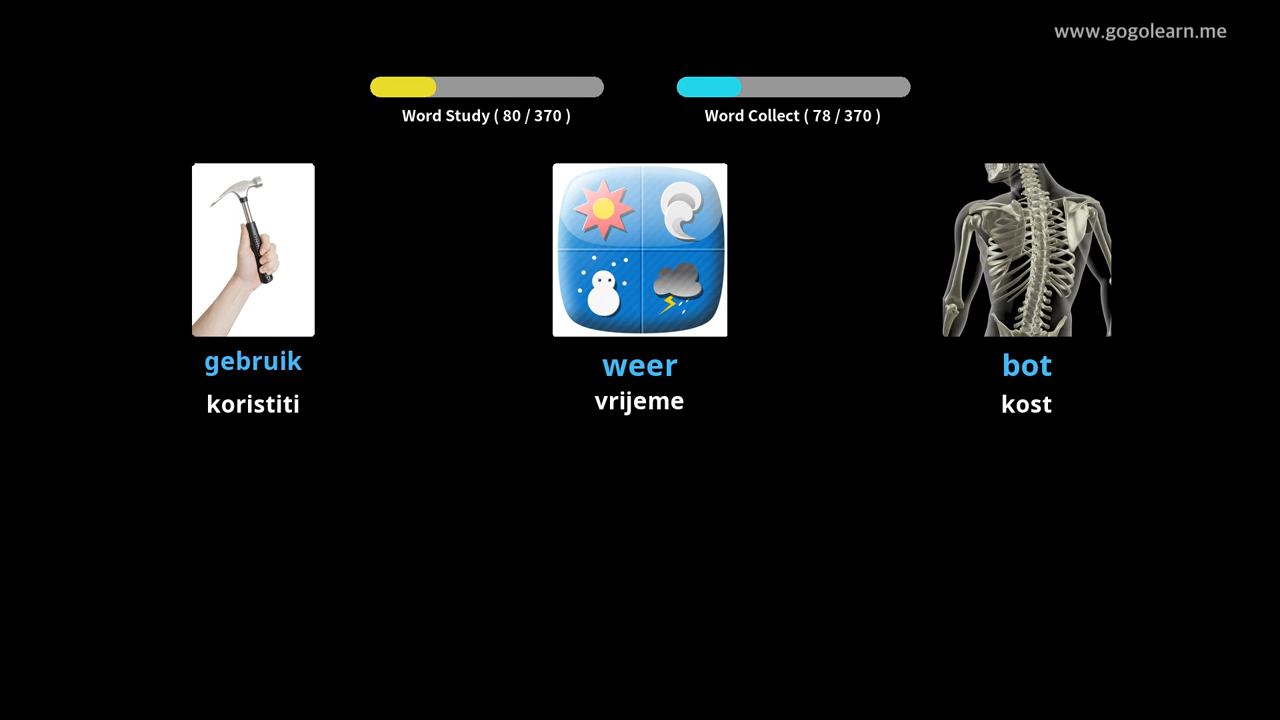 www.gogolearn.me
Word Study ( 80 / 370 )
Word Collect ( 78 / 370 )
gebruik
koristiti
weer
vrijeme
bot
kost